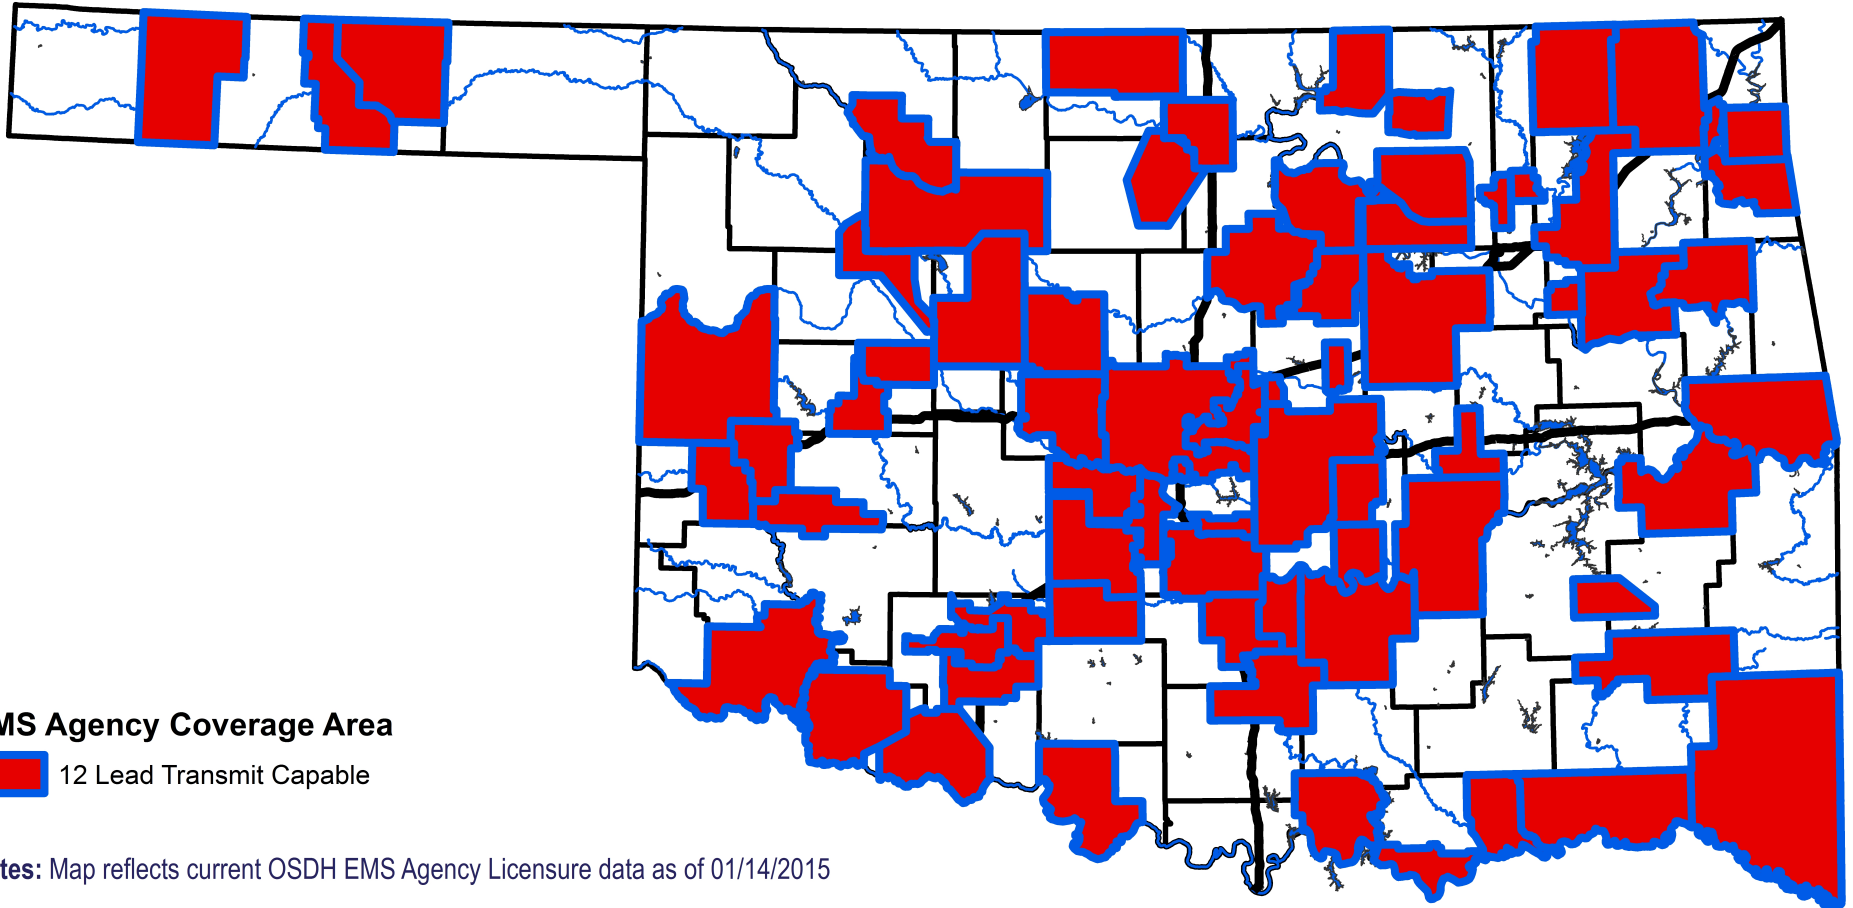 MS Agency Coverage Area
12 Lead Transmit Capable
tes: Map reflects current OSDH EMS Agency Licensure data as of 01/14/2015